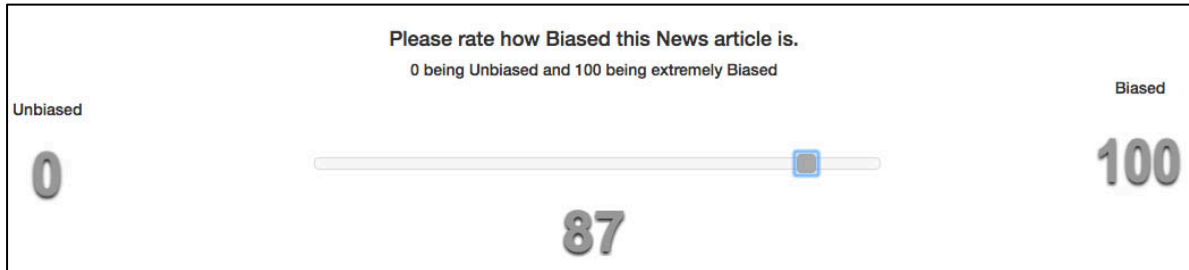 Please rate how Biased this News article is.
0 being Unbiased and 100 being extremely Biased
Biased
Unbiased
0
100
87